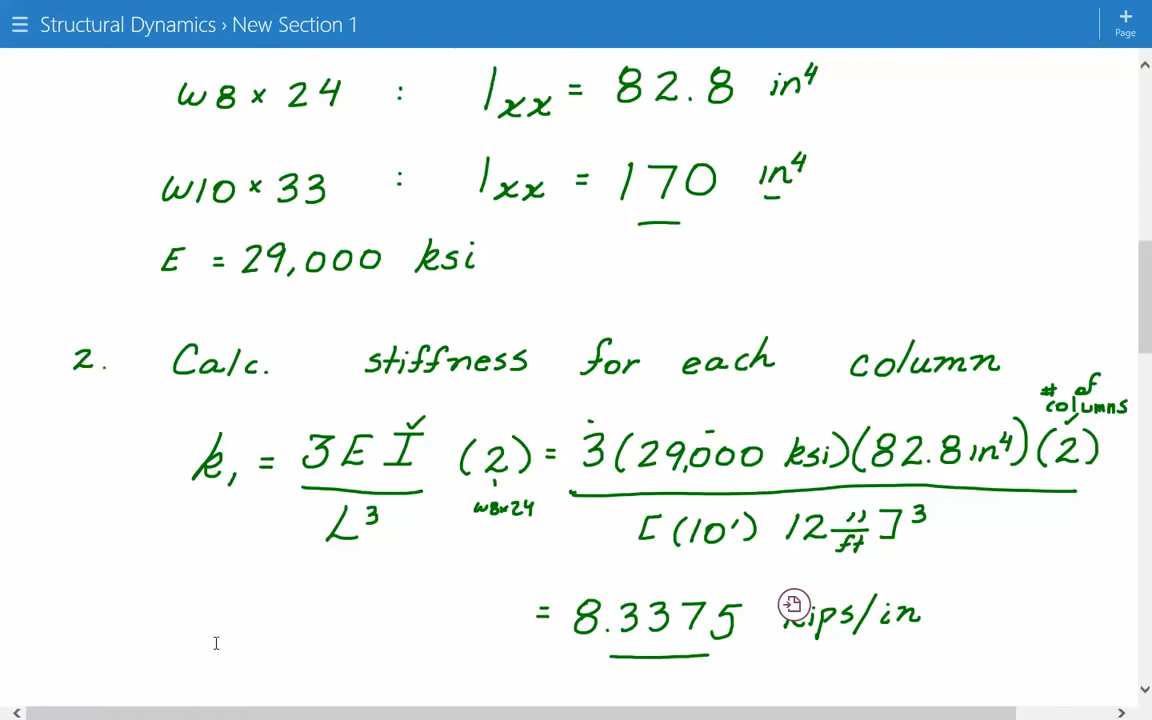 Structural Dynamics › New Section 1
Page
W8 × 24 : Ixx = 82.8 in⁴
W10 × 33 : Ixx = 170 in⁴
E = 29,000 ksi
2. Calc. stiffness for each column
# of columns
k₁ = 3EI/L³ (2) = 3(29,000 ksi)(82.8 in⁴)(2) / [(10') 12 "/ft]³
W8×24
= 8.3375 kips/in